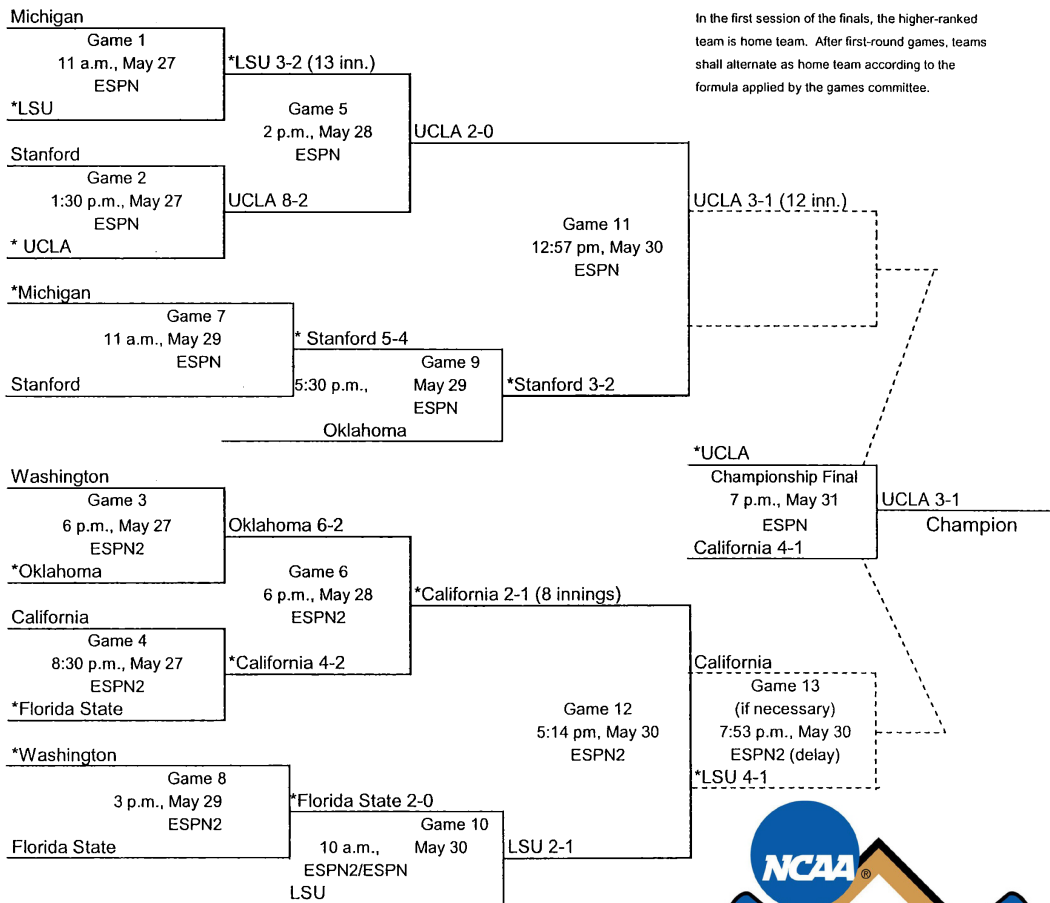 Michigan
Game 1
11 a.m., May 27
ESPN
*LSU
*LSU 3-2 (13 inn.)
Game 5
2 p.m., May 28
ESPN
Stanford
Game 2
1:30 p.m., May 27
ESPN
* UCLA
UCLA 8-2
UCLA 2-0
In the first session of the finals, the higher-ranked
team is home team. After first-round games, teams
shall alternate as home team according to the
formula applied by the games committee.
Game 11
12:57 pm, May 30
ESPN
UCLA 3-1 (12 inn.)
*Michigan
Game 7
11 a.m., May 29
ESPN
Stanford
* Stanford 5-4
Game 9
5:30 p.m., May 29
ESPN
Oklahoma
*Stanford 3-2
*UCLA
Championship Final
7 p.m., May 31
ESPN
California 4-1
UCLA 3-1
Champion
Washington
Game 3
6 p.m., May 27
ESPN2
*Oklahoma
Oklahoma 6-2
Game 6
6 p.m., May 28
ESPN2
California
Game 4
8:30 p.m., May 27
ESPN2
*Florida State
*California 4-2
*California 2-1 (8 innings)
Game 12
5:14 pm, May 30
ESPN2
California
Game 13
(if necessary)
7:53 p.m., May 30
ESPN2 (delay)
*LSU 4-1
*Washington
Game 8
3 p.m., May 29
ESPN2
Florida State
*Florida State 2-0
Game 10
10 a.m., May 30
ESPN2/ESPN
LSU
LSU 2-1
NCAA®